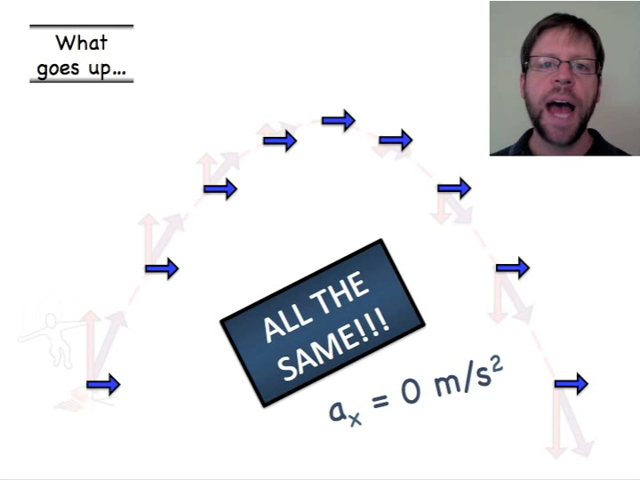 What
goes up...
ALL THE
SAME!!!
aₓ = 0 m/s²